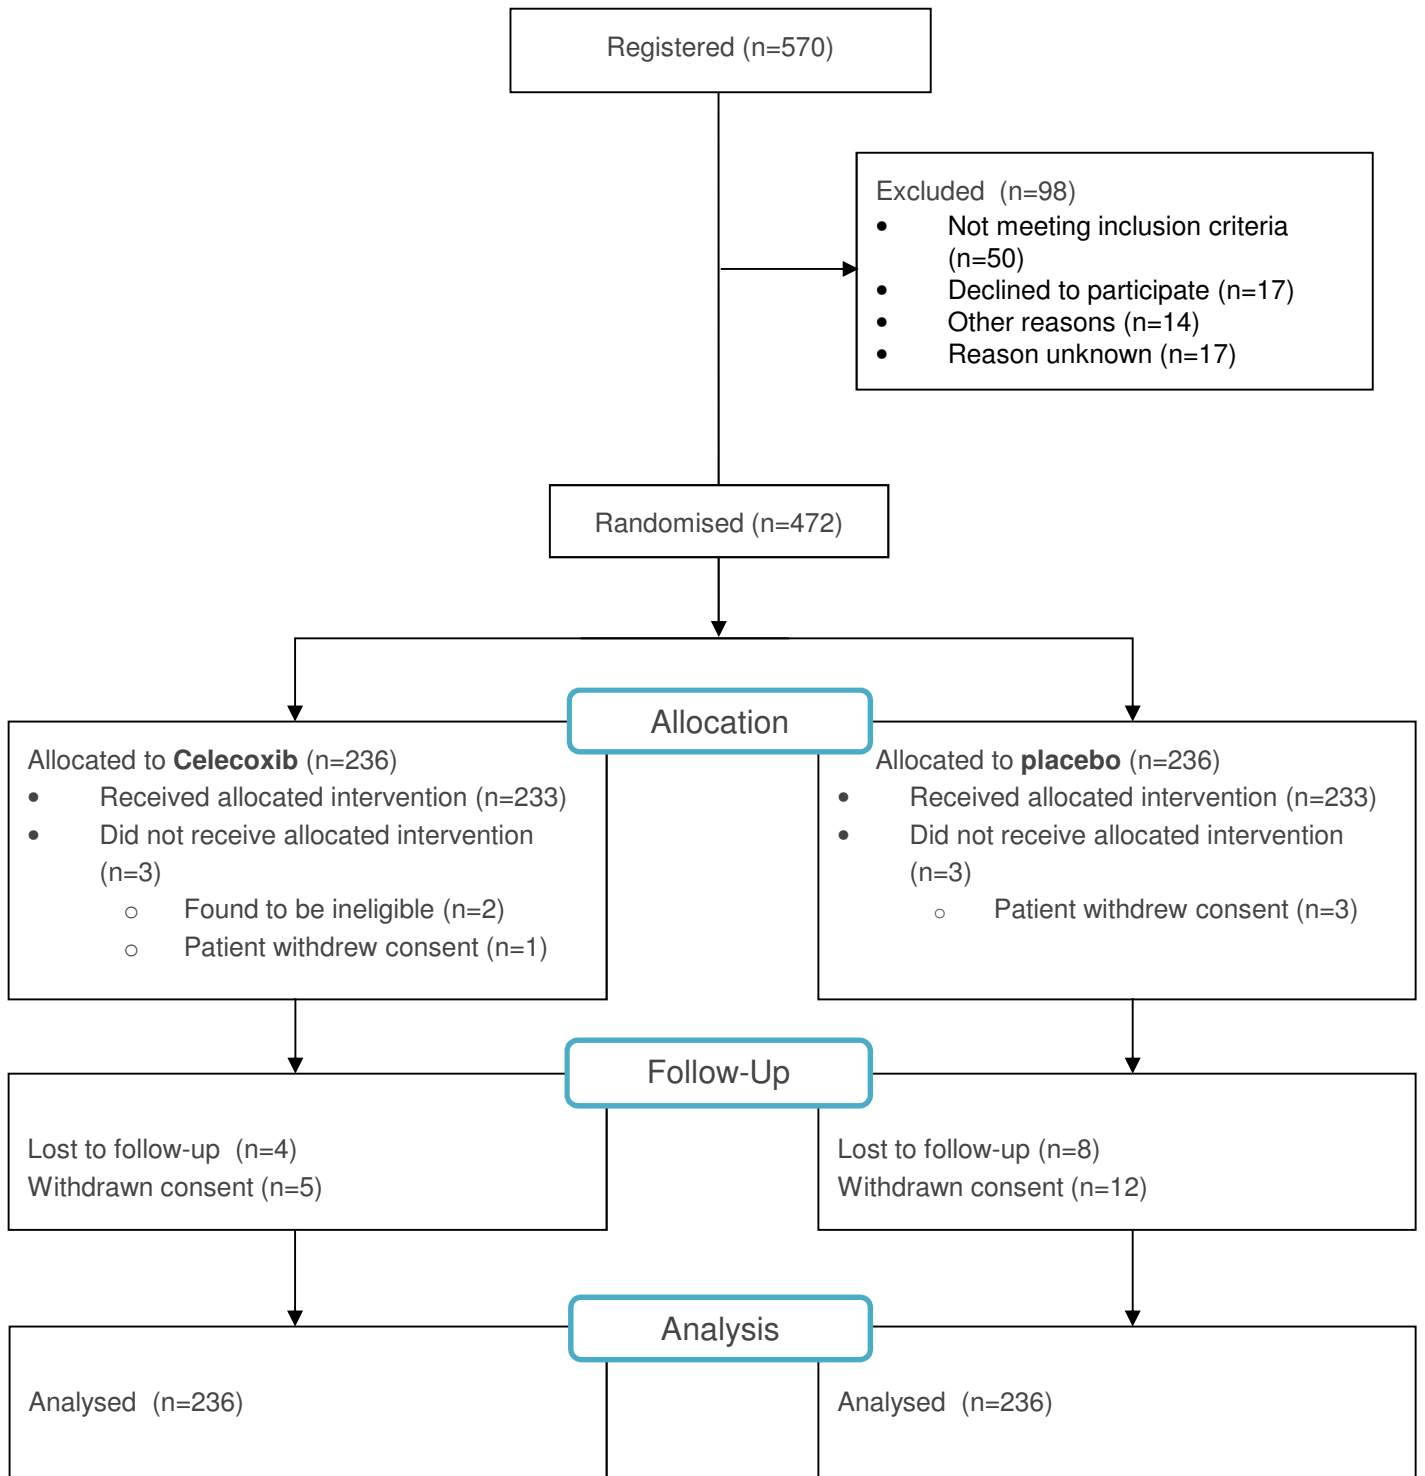 Registered (n=570)
Excluded  (n=98)
• Not meeting inclusion criteria
(n=50)
• Declined to participate (n=17)
• Other reasons (n=14)
• Reason unknown (n=17)
Randomised (n=472)
Allocation
Allocated to Celecoxib (n=236)
• Received allocated intervention (n=233)
• Did not receive allocated intervention
(n=3)
○ Found to be ineligible (n=2)
○ Patient withdrew consent (n=1)
Allocated to placebo (n=236)
• Received allocated intervention (n=233)
• Did not receive allocated intervention
(n=3)
○ Patient withdrew consent (n=3)
Follow-Up
Lost to follow-up  (n=4)
Withdrawn consent (n=5)
Lost to follow-up (n=8)
Withdrawn consent (n=12)
Analysis
Analysed  (n=236)
Analysed  (n=236)